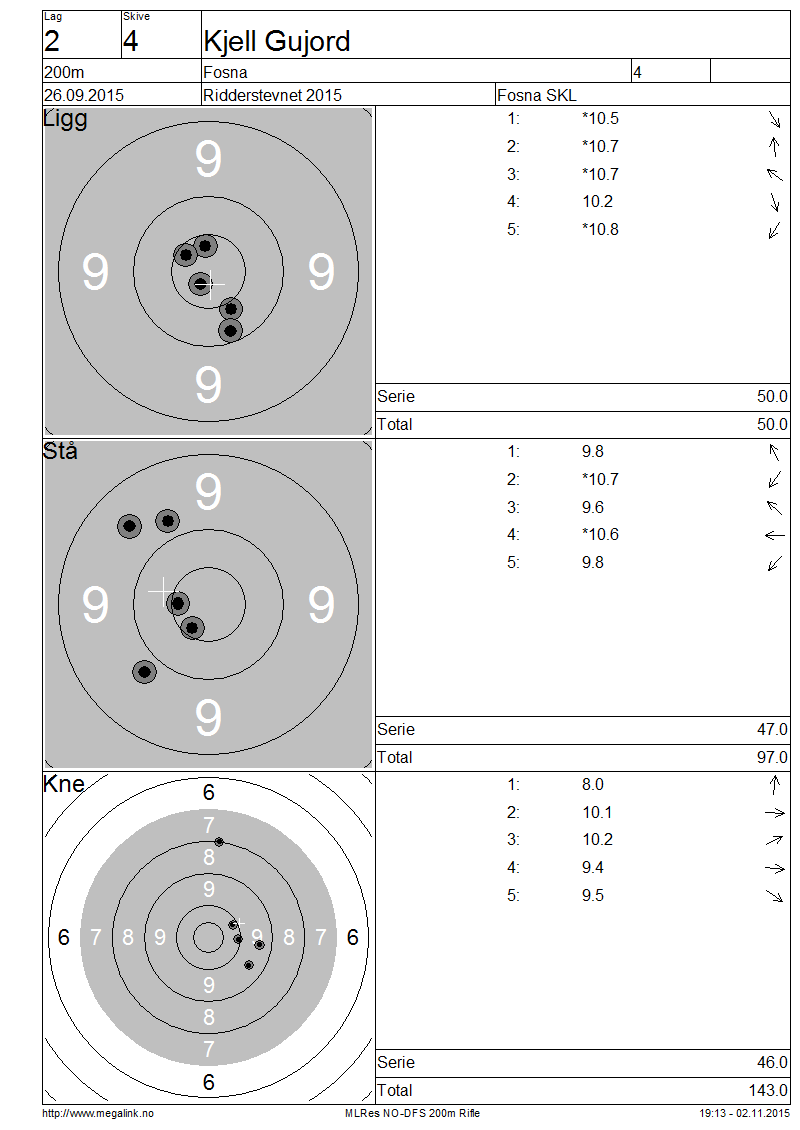 Lag Skive
2 4 Kjell Gujord
200m Fosna 4
26.09.2015 Ridderstevnet 2015 Fosna SKL
Ligg
9
9 9
9
1: *10.5
2: *10.7
3: *10.7
4: 10.2
5: *10.8
Serie 50.0
Total 50.0
Stå
9
9 9
9
1: 9.8
2: *10.7
3: 9.6
4: *10.6
5: 9.8
Serie 47.0
Total 97.0
Kne
6
7
8
9
6 7 8 9 9 8 7 6
9
8
7
6
1: 8.0
2: 10.1
3: 10.2
4: 9.4
5: 9.5
Serie 46.0
Total 143.0
http://www.megalink.no MLRes NO-DFS 200m Rifle 19:13 - 02.11.2015